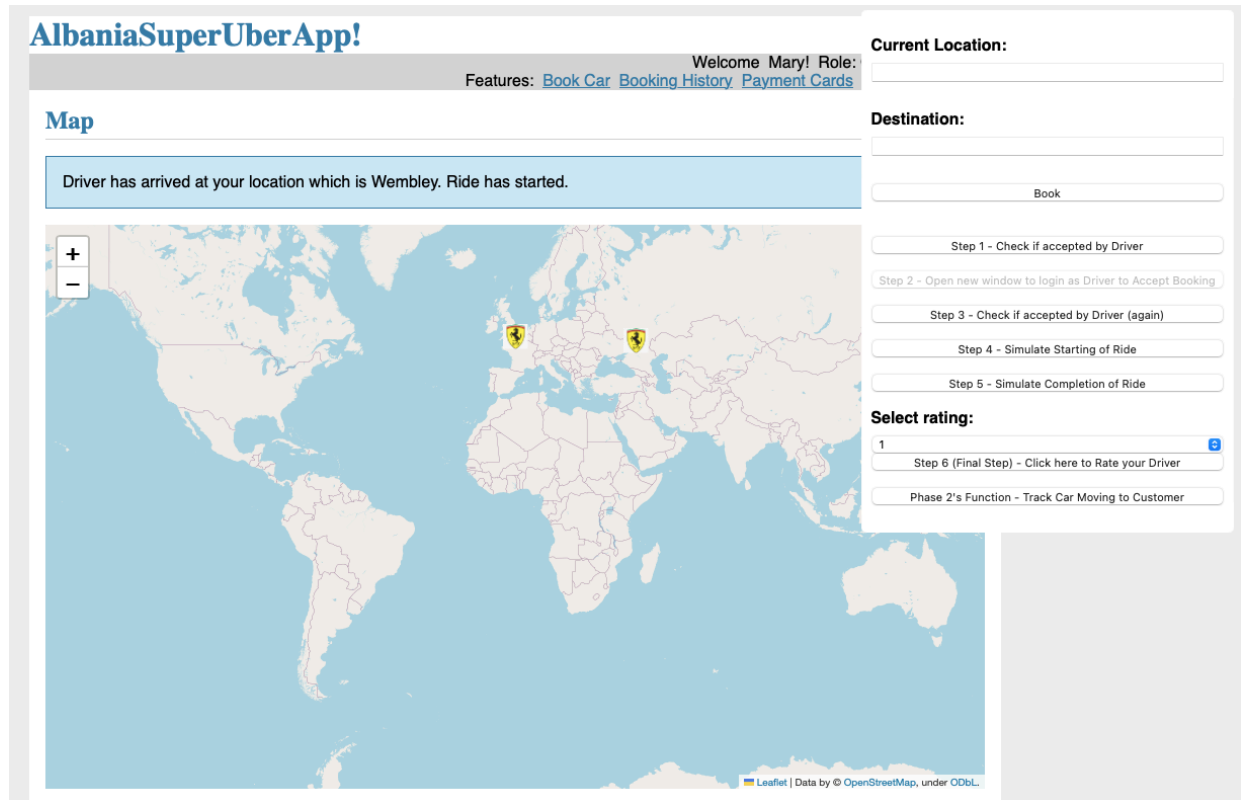 AlbaniaSuperUberApp!
Welcome Mary! Role:
Features: Book Car Booking History Payment Cards
Map
Driver has arrived at your location which is Wembley. Ride has started.
+
−
Leaflet | Data by © OpenStreetMap, under ODbL.
Current Location:
Destination:
Book
Step 1 - Check if accepted by Driver
Step 2 - Open new window to login as Driver to Accept Booking
Step 3 - Check if accepted by Driver (again)
Step 4 - Simulate Starting of Ride
Step 5 - Simulate Completion of Ride
Select rating:
1
Step 6 (Final Step) - Click here to Rate your Driver
Phase 2's Function - Track Car Moving to Customer